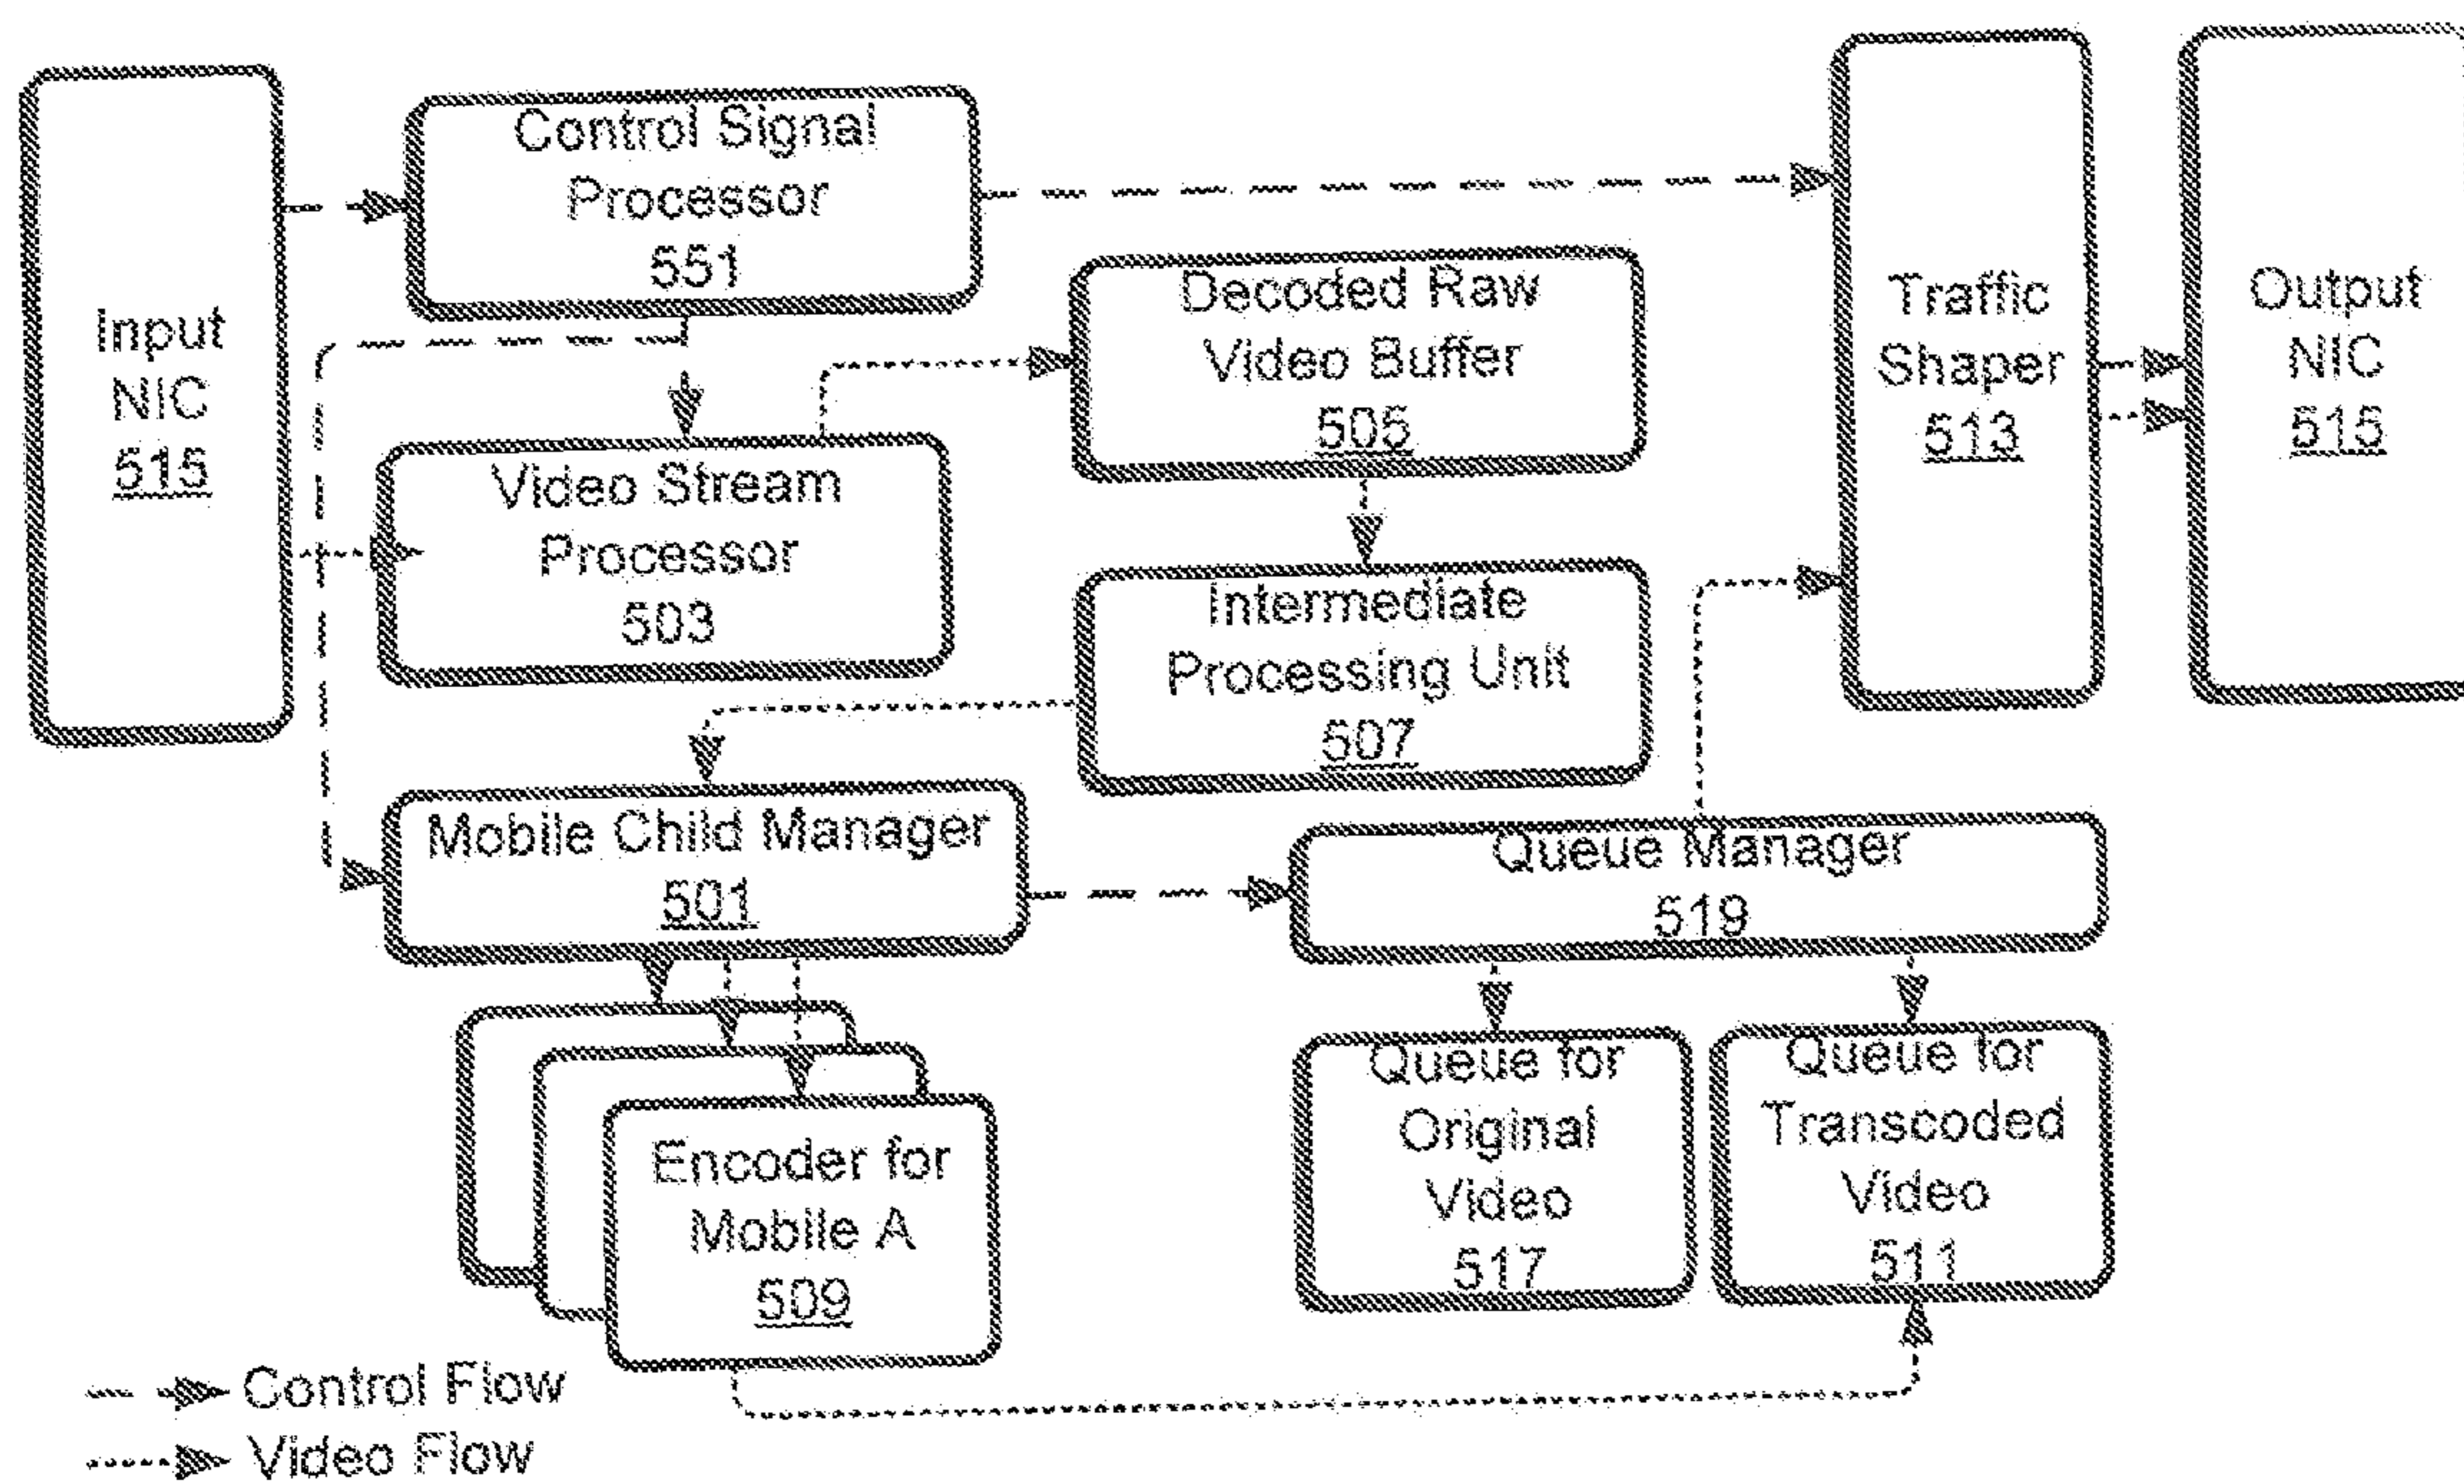 Input
NIC
515
Control Signal
Processor
551
Video Stream
Processor
503
Decoded Raw
Video Buffer
505
Intermediate
Processing Unit
507
Traffic
Shaper
513
Output
NIC
515
Mobile Child Manager
501
Queue Manager
519
Encoder for
Mobile A
509
Queue for
Original
Video
517
Queue for
Transcoded
Video
511
Control Flow
Video Flow